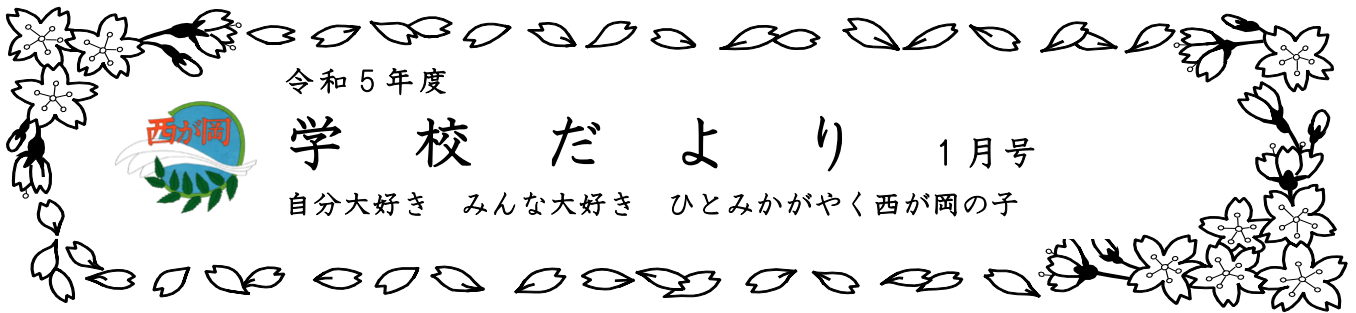 令和５年度
西が岡
学校だより　１月号
自分大好き　みんな大好き　ひとみかがやく西が岡の子